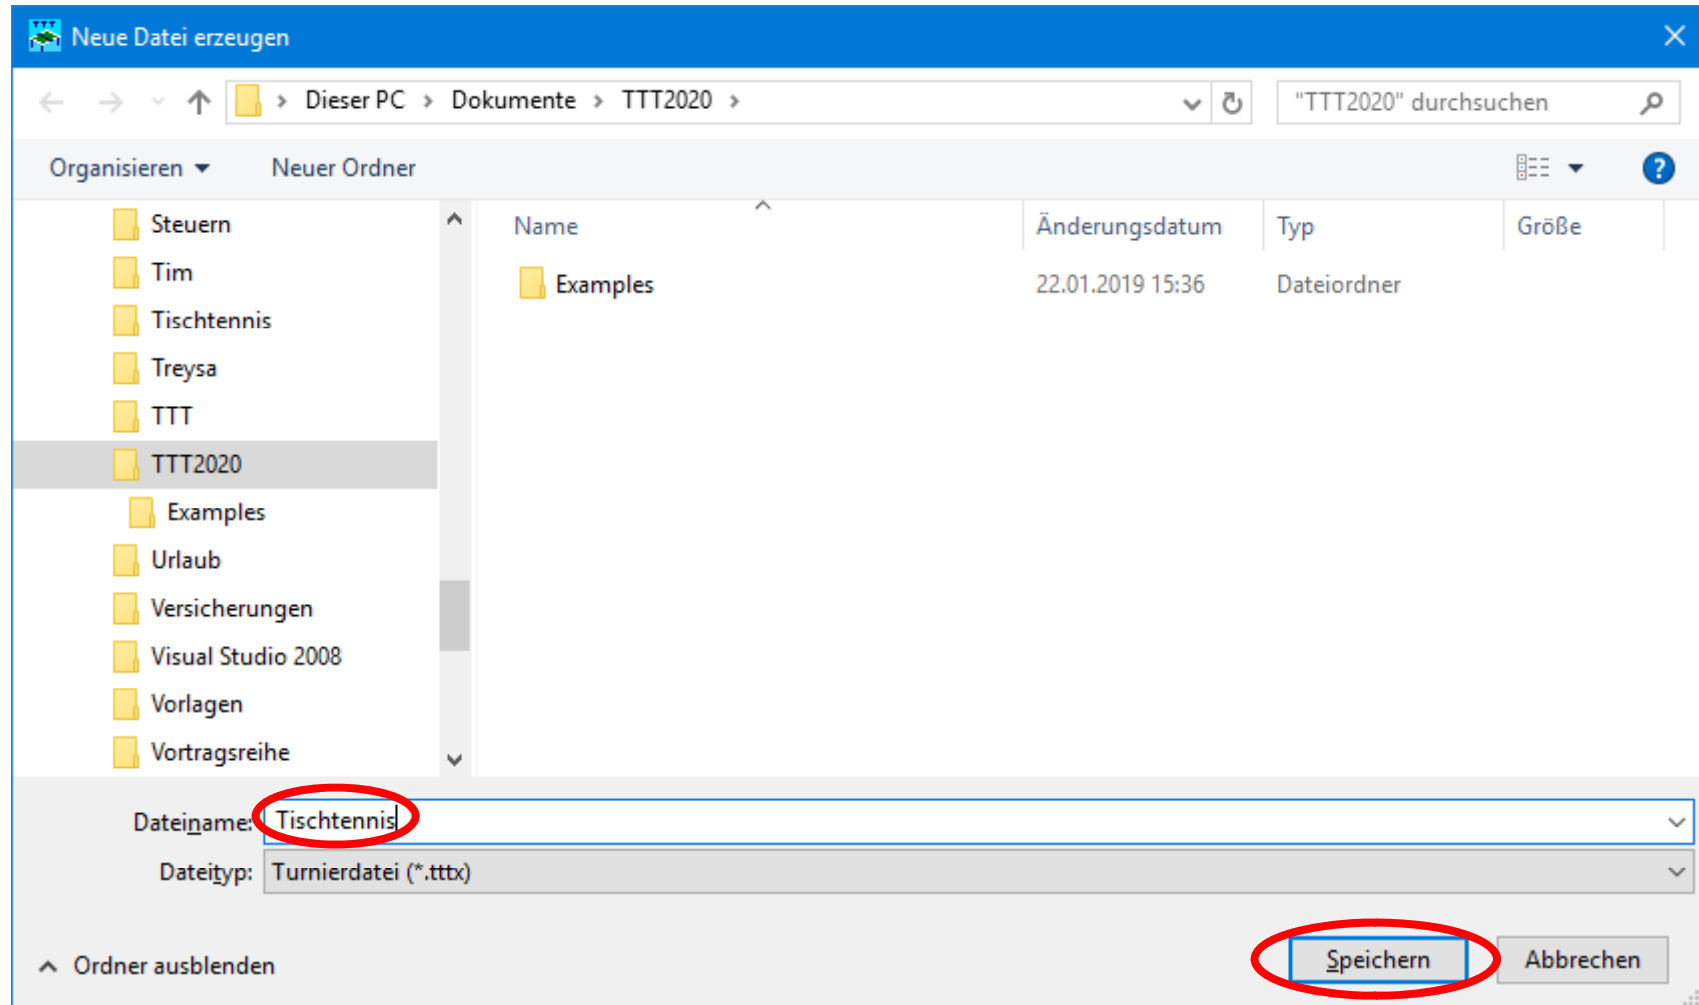 Neue Datei erzeugen
Dieser PC > Dokumente > TTT2020 >
"TTT2020" durchsuchen
Organisieren
Neuer Ordner
?
Name
Änderungsdatum
Typ
Größe
Steuern
Tim
Tischtennis
Treysa
TTT
TTT2020
Examples
Urlaub
Versicherungen
Visual Studio 2008
Vorlagen
Vortragsreihe
Examples
22.01.2019 15:36
Dateiordner
Dateiname: Tischtennis
Dateityp: Turnierdatei (*.tttx)
Ordner ausblenden
Speichern
Abbrechen